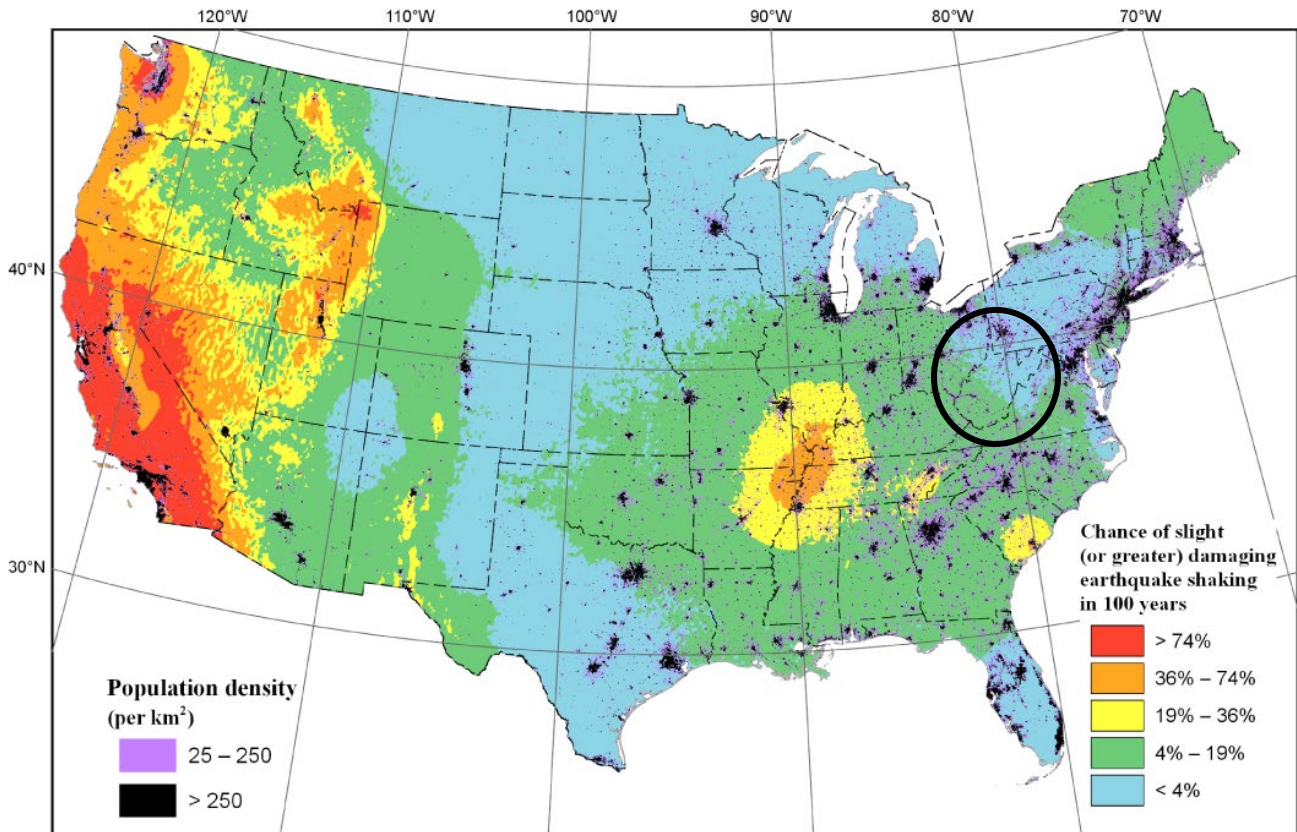 120°W 110°W 100°W 90°W 80°W 70°W
40°N
30°N
Population density
(per km²)
25 – 250
> 250
Chance of slight
(or greater) damaging
earthquake shaking
in 100 years
> 74%
36% – 74%
19% – 36%
4% – 19%
< 4%